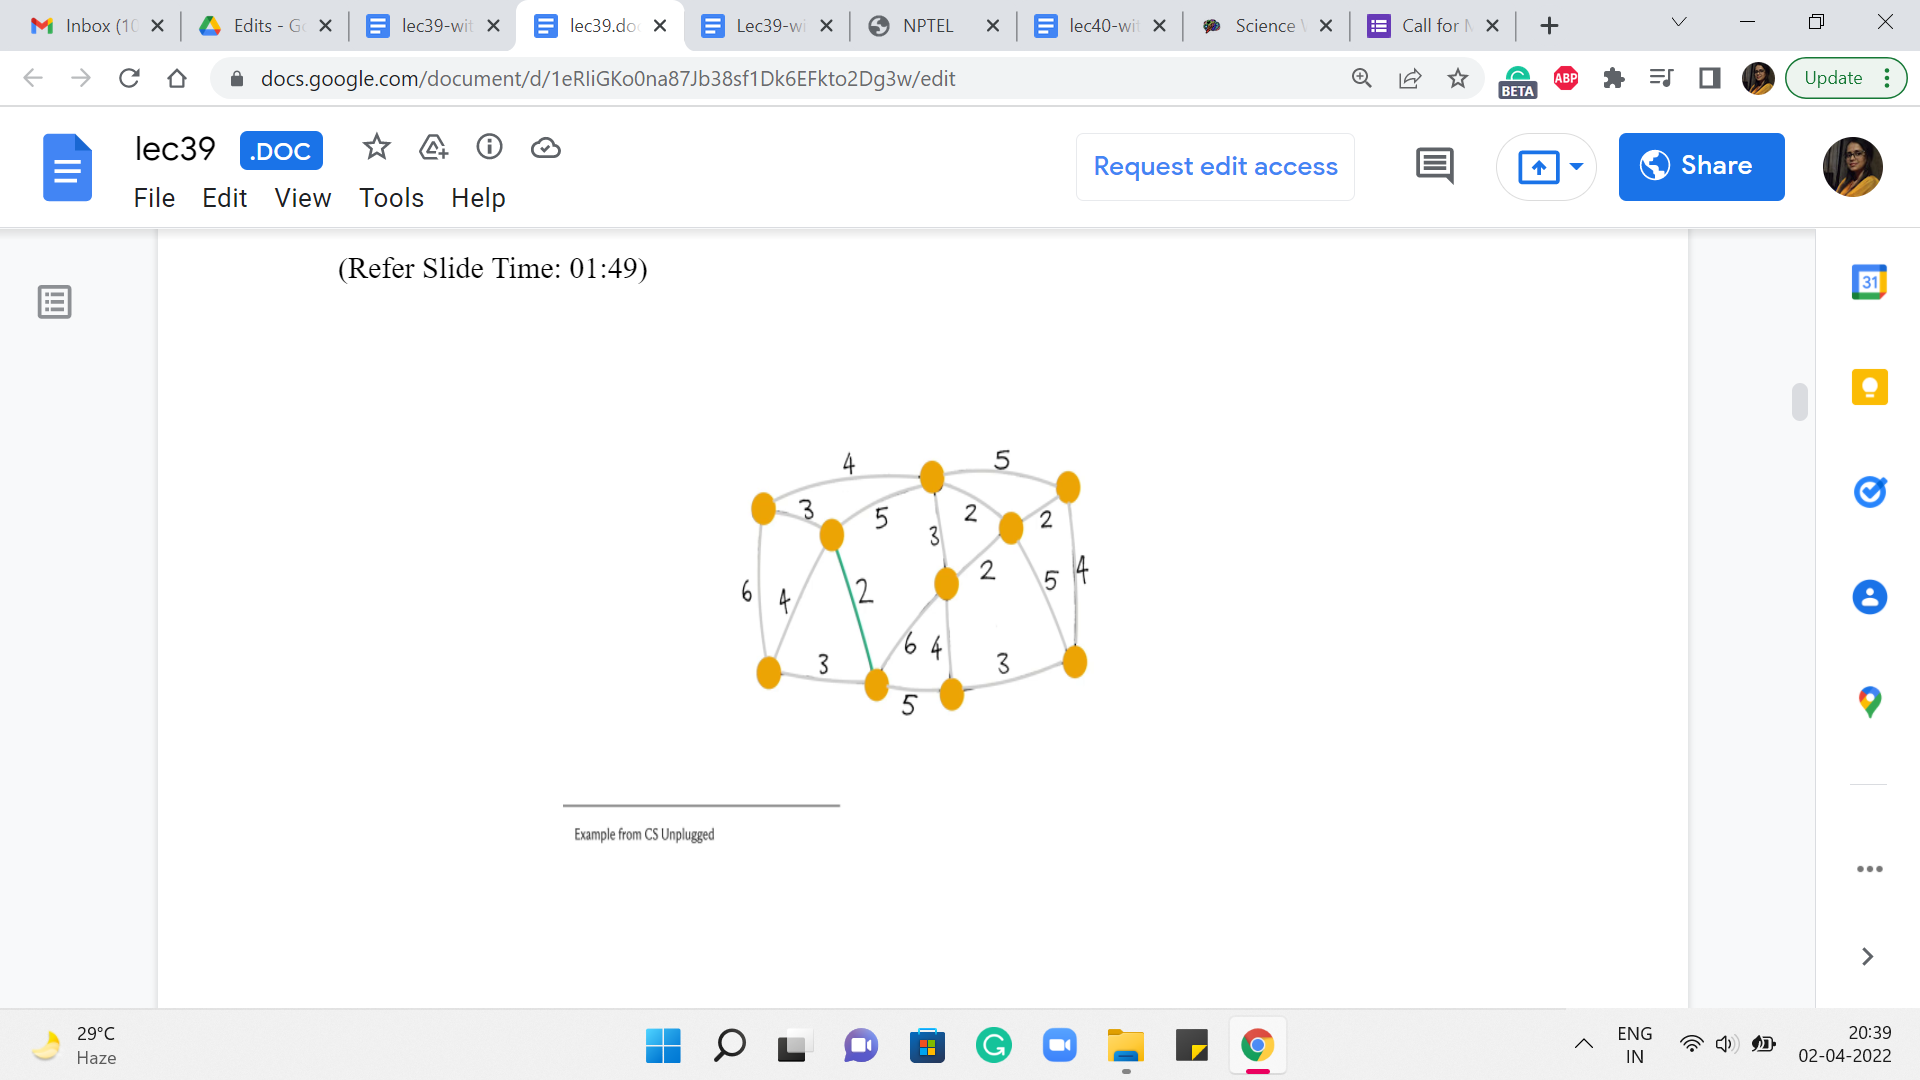 Inbox (10
Edits - Go
lec39-wit
lec39.do
Lec39-wi
NPTEL
lec40-wit
Science V
Call for M
docs.google.com/document/d/1eRIiGKo0na87Jb38sf1Dk6EFkto2Dg3w/edit
BETA
ABP
Update
lec39 .DOC
Request edit access
Share
File Edit View Tools Help
(Refer Slide Time: 01:49)
31
4 5
3 5 2 2
3
6 4 2 2 5 4
3 6 4 3
5
Example from CS Unplugged
29°C
Haze
ENG
IN
20:39
02-04-2022